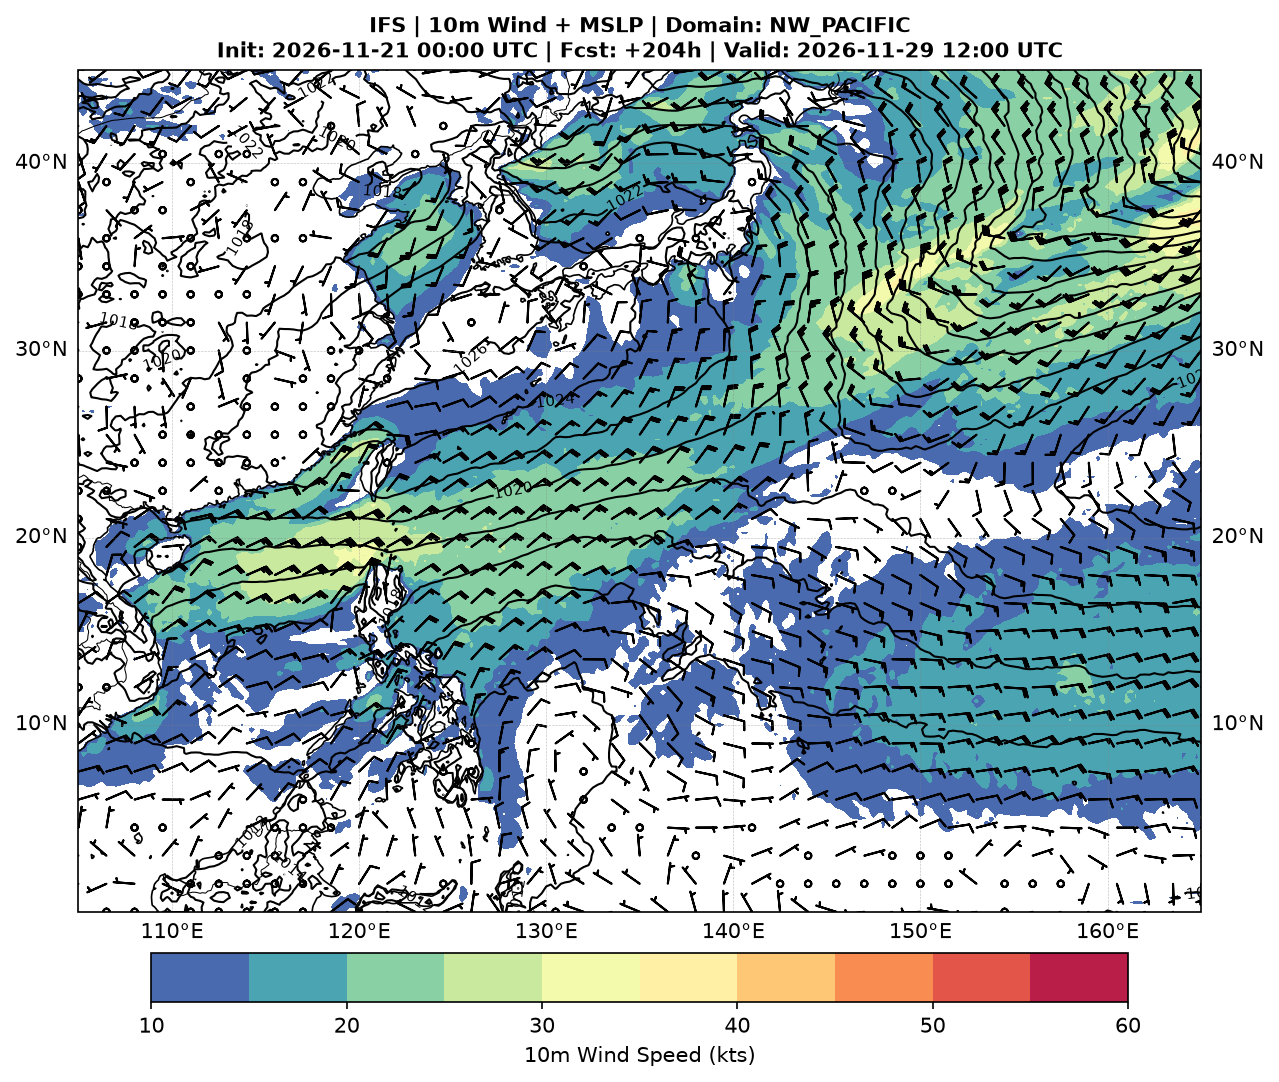 IFS | 10m Wind + MSLP | Domain: NW_PACIFIC
Init: 2026-11-21 00:00 UTC | Fcst: +204h | Valid: 2026-11-29 12:00 UTC
40°N
40°N
30°N
30°N
20°N
20°N
10°N
10°N
1018
1022
1018
1020
1026
1024
1020
110°E
120°E
130°E
140°E
150°E
160°E
10
20
30
40
50
60
10m Wind Speed (kts)